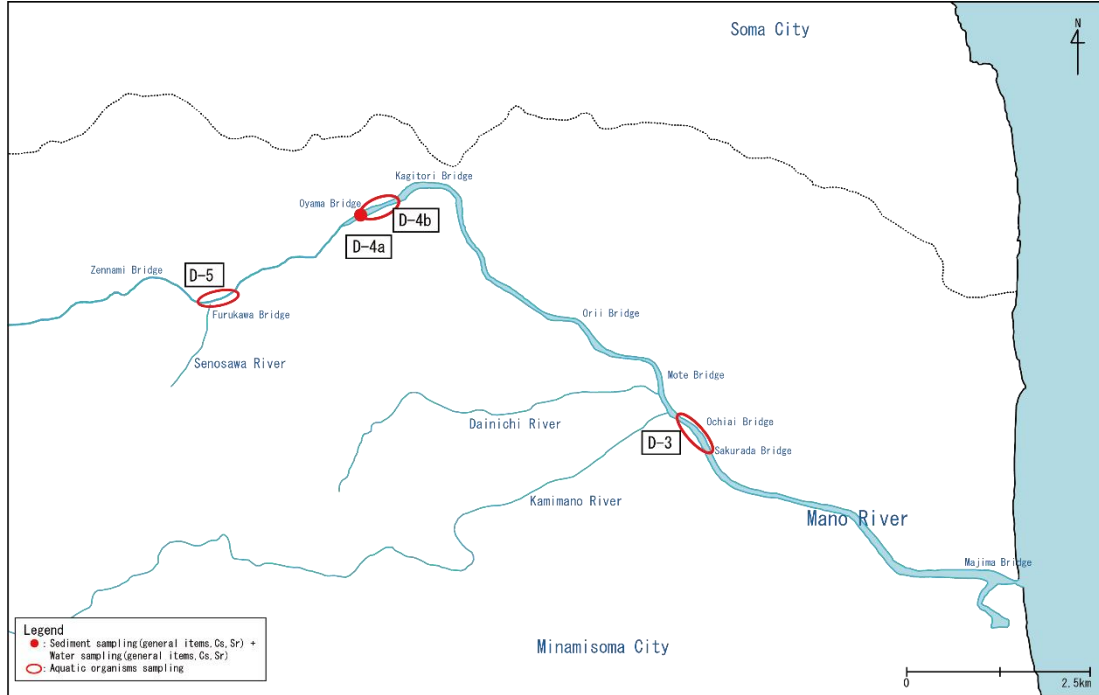 Soma City
N
Kagitori Bridge
Oyama Bridge
D-4b
D-4a
Zennami Bridge
D-5
Furukawa Bridge
Orii Bridge
Senosawa River
Mote Bridge
Dainichi River
Ochiai Bridge
D-3
Sakurada Bridge
Kamimano River
Mano River
Majima Bridge
Legend
: Sediment sampling(general items,Cs,Sr) +
Water sampling(general items,Cs,Sr)
: Aquatic organisms sampling
Minamisoma City
0
2.5km